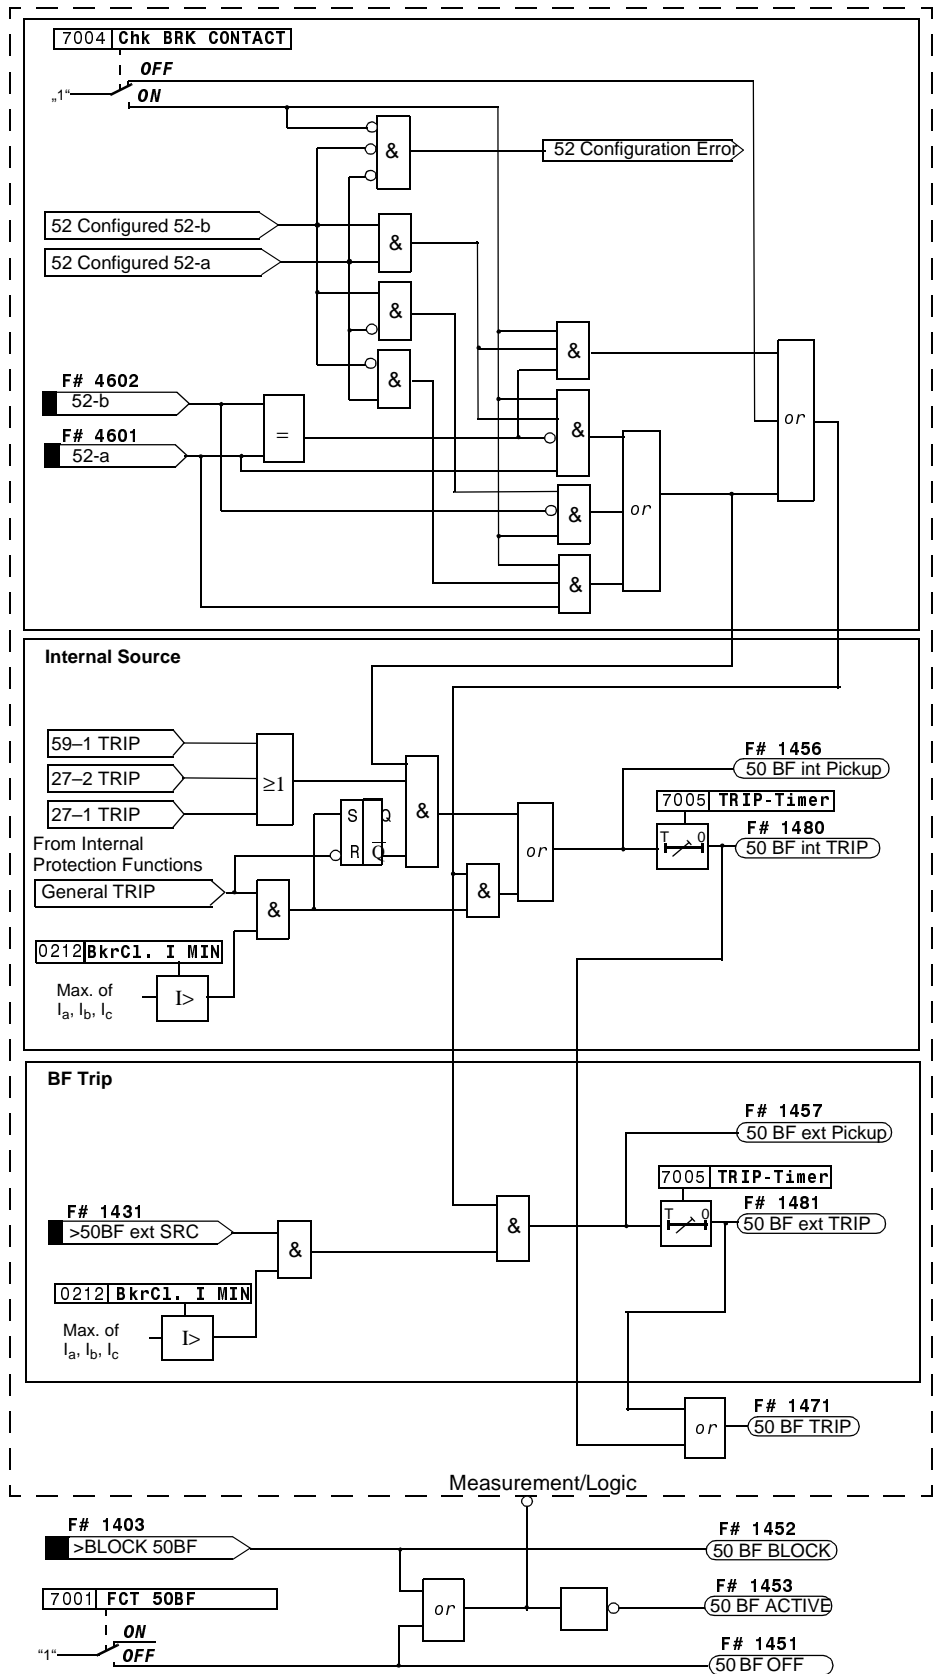 7004 Chk BRK CONTACT
OFF
„1“
ON
&
52 Configuration Error
52 Configured 52-b
&
52 Configured 52-a
&
&
&
F# 4602
52-b
or
&
=
F# 4601
52-a
&
or
&
Internal Source
59–1 TRIP
F# 1456
50 BF int Pickup
27–2 TRIP
≥1
7005 TRIP-Timer
27–1 TRIP
S Q
&
F# 1480
T 0
50 BF int TRIP
From Internal
Protection Functions
R Q
or
General TRIP
&
&
0212 BkrCl. I MIN
Max. of
Ia, Ib, Ic
I>
BF Trip
F# 1457
50 BF ext Pickup
7005 TRIP-Timer
F# 1431
F# 1481
>50BF ext SRC
&
T 0
50 BF ext TRIP
&
0212 BkrCl. I MIN
Max. of
Ia, Ib, Ic
I>
F# 1471
or
50 BF TRIP
Measurement/Logic
F# 1403
F# 1452
>BLOCK 50BF
50 BF BLOCK
F# 1453
7001 FCT 50BF
or
50 BF ACTIVE
ON
F# 1451
“1“
OFF
50 BF OFF